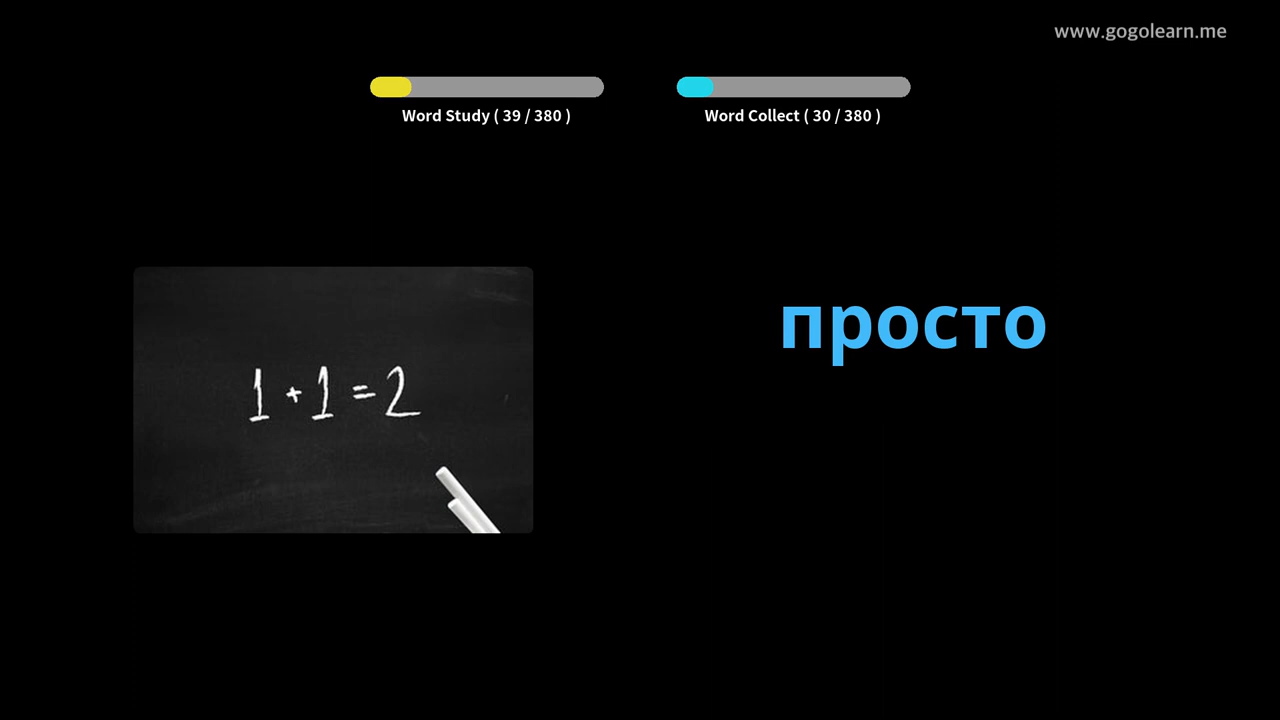 www.gogolearn.me
Word Study ( 39 / 380 )
Word Collect ( 30 / 380 )
1 + 1 = 2
просто